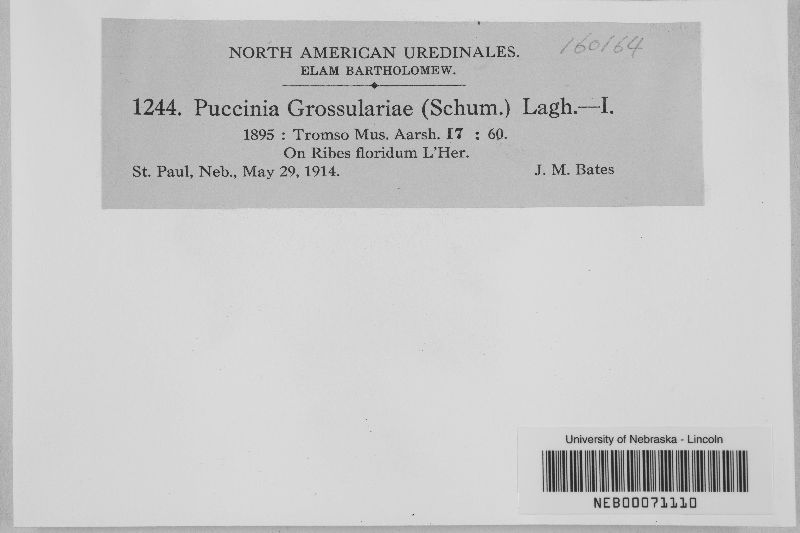 NORTH AMERICAN UREDINALES.
160164
ELAM BARTHOLOMEW.
1244. Puccinia Grossulariae (Schum.) Lagh.—I.
1895 : Tromso Mus. Aarsh. 17 : 60.
On Ribes floridum L'Her.
St. Paul, Neb., May 29, 1914. J. M. Bates
University of Nebraska - Lincoln
NEB00071110